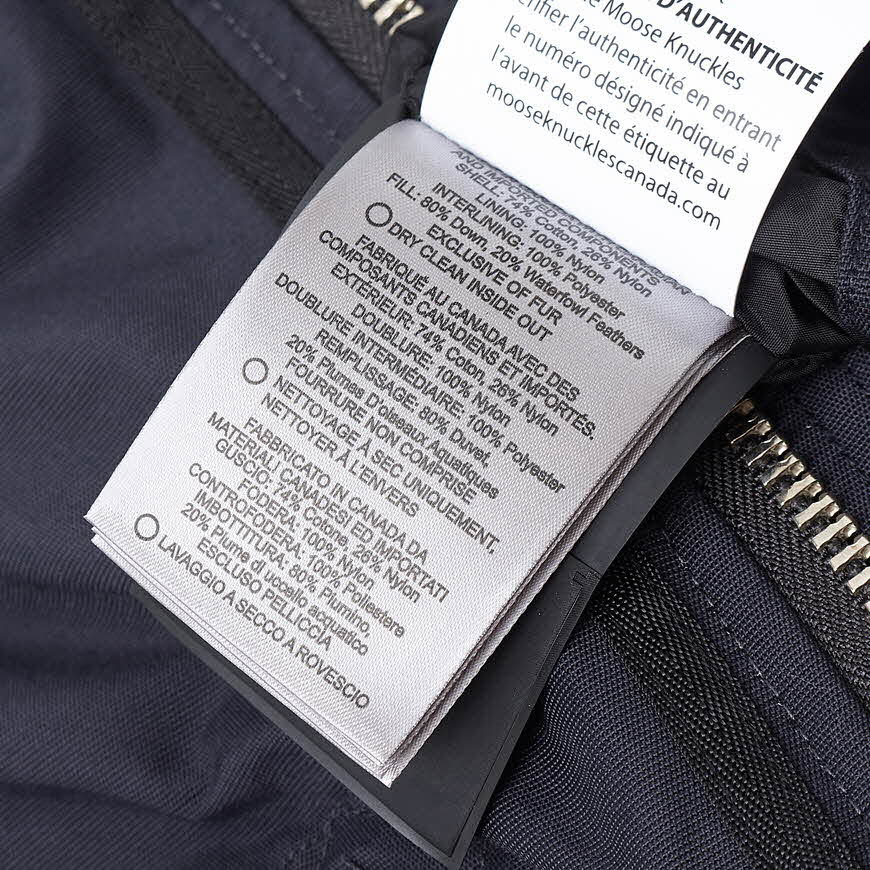 D'AUTHENTICITÉ
Moose Knuckles
l'authenticité en entrant
le numéro désigné indiqué à
l'avant de cette étiquette au
mooseknucklescanada.com
AND IMPORTED COMPONENTS
SHELL: 74% Cotton, 26% Nylon
LINING: 100% Nylon
INTERLINING: 100% Polyester
FILL: 80% Down, 20% Waterfowl Feathers
EXCLUSIVE OF FUR
DRY CLEAN INSIDE OUT
FABRIQUÉ AU CANADA AVEC DES
COMPOSANTS CANADIENS ET IMPORTÉS.
EXTÉRIEUR: 74% Coton, 26% Nylon
DOUBLURE: 100% Nylon
DOUBLURE INTERMÉDIAIRE: 100% Polyester
REMPLISSAGE: 80% Duvet,
20% Plumes D'oiseaux Aquatiques
FOURRURE NON COMPRISE
NETTOYAGE À SEC UNIQUEMENT,
NETTOYER À L'ENVERS
FABBRICATO IN CANADA DA
MATERIALI CANADESI ED IMPORTATI
GUSCIO: 74% Cotone, 26% Nylon
FODERA: 100% Nylon
CONTROFODERA: 100% Poliestere
IMBOTTITURA: 80% Piumino,
20% Piume di uccello acquatico
ESCLUSO PELLICCIA
LAVAGGIO A SECCO A ROVESCIO